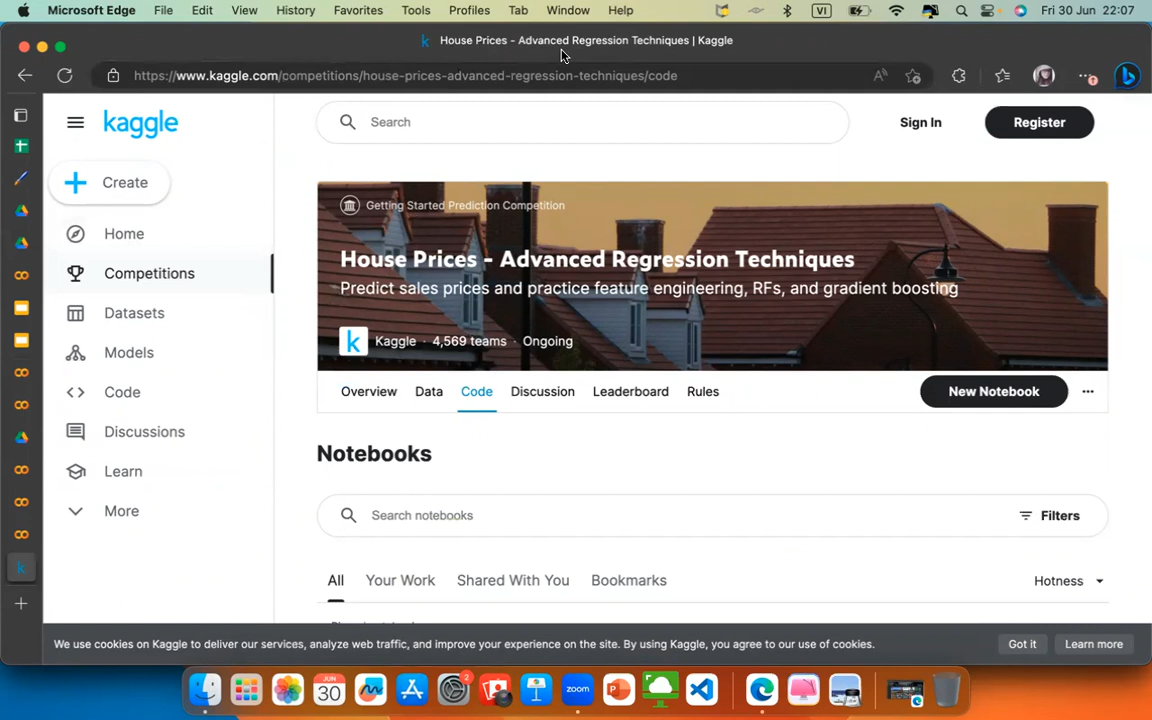 Microsoft Edge File Edit View History Favorites Tools Profiles Tab Window Help VI Fri 30 Jun 22:07
House Prices - Advanced Regression Techniques | Kaggle
https://www.kaggle.com/competitions/house-prices-advanced-regression-techniques/code
kaggle
Search
Sign In
Register
Create
Home
Competitions
Datasets
Models
Code
Discussions
Learn
More
Getting Started Prediction Competition
House Prices - Advanced Regression Techniques
Predict sales prices and practice feature engineering, RFs, and gradient boosting
k Kaggle · 4,569 teams · Ongoing
Overview Data Code Discussion Leaderboard Rules
New Notebook
Notebooks
Search notebooks
Filters
All Your Work Shared With You Bookmarks
Hotness
We use cookies on Kaggle to deliver our services, analyze web traffic, and improve your experience on the site. By using Kaggle, you agree to our use of cookies.
Got it
Learn more
JUN
30
2
zoom